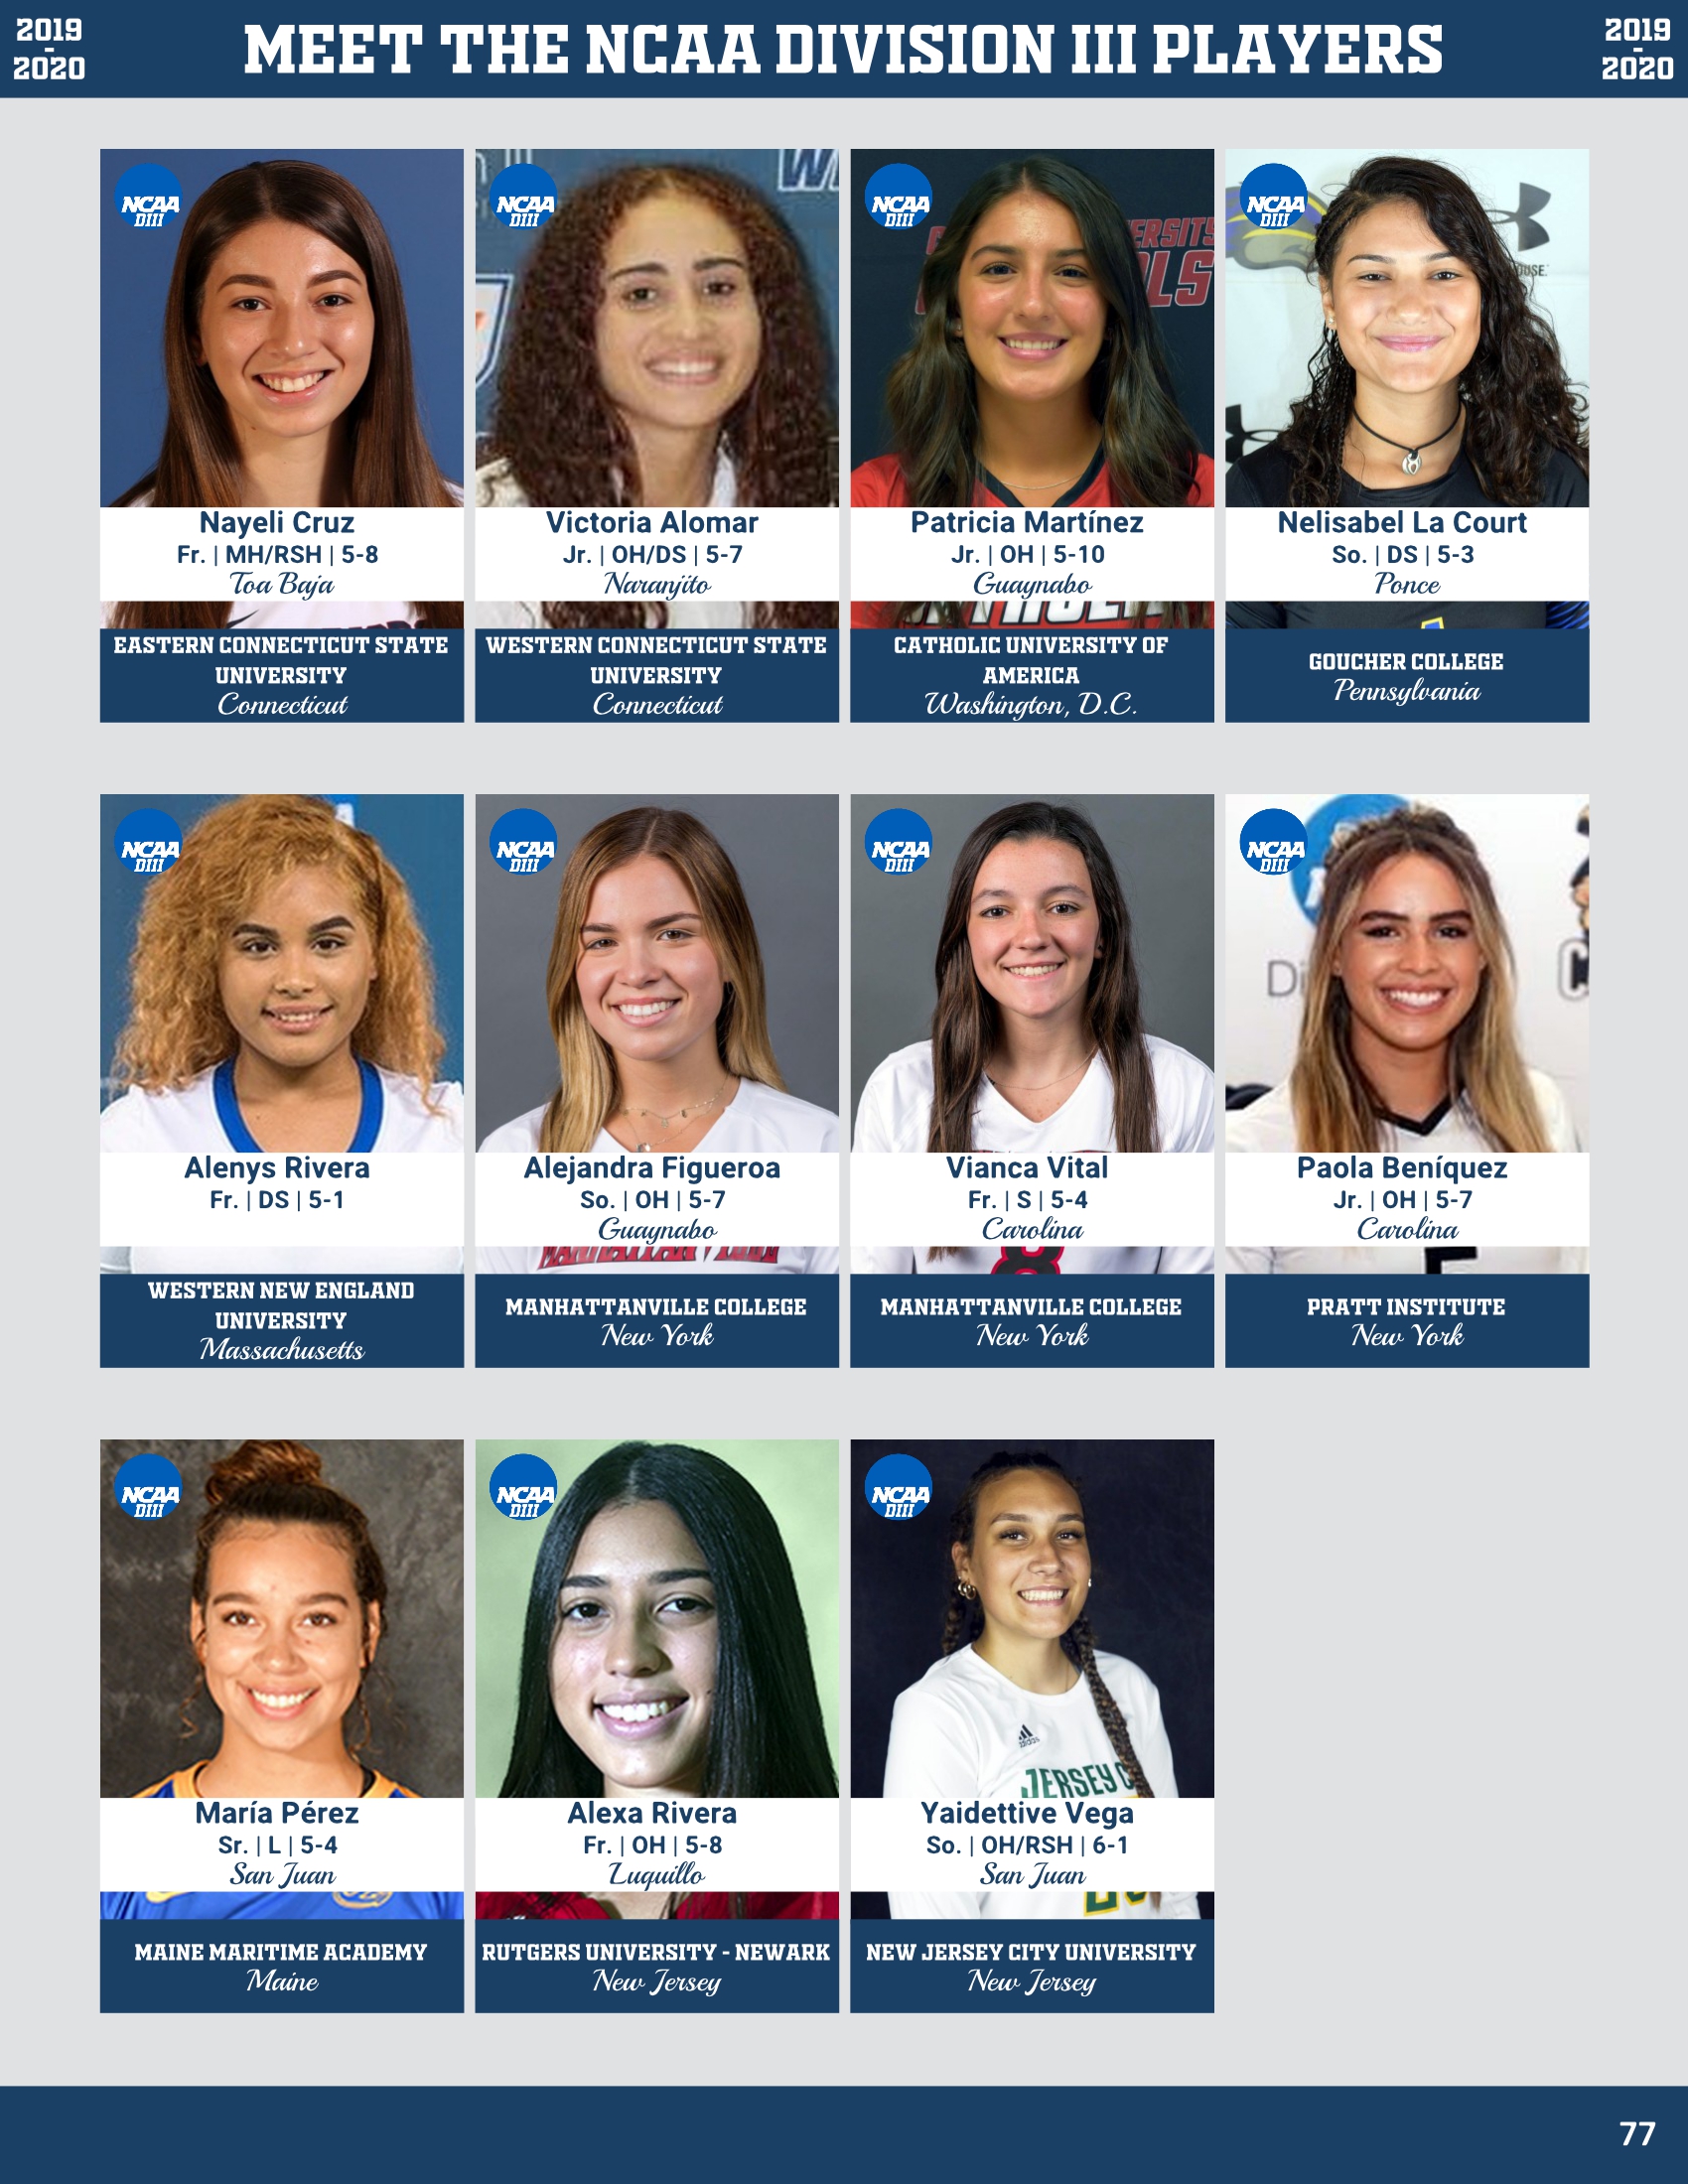 2019
-
2020
MEET THE NCAA DIVISION III PLAYERS
2019
-
2020
NCAA
DIII
Nayeli Cruz
Fr. | MH/RSH | 5-8
Toa Baja
EASTERN CONNECTICUT STATE
UNIVERSITY
Connecticut
NCAA
DIII
Victoria Alomar
Jr. | OH/DS | 5-7
Naranjito
WESTERN CONNECTICUT STATE
UNIVERSITY
Connecticut
NCAA
DIII
Patricia Martínez
Jr. | OH | 5-10
Guaynabo
CATHOLIC UNIVERSITY OF
AMERICA
Washington, D.C.
NCAA
DIII
Nelisabel La Court
So. | DS | 5-3
Ponce
GOUCHER COLLEGE
Pennsylvania
NCAA
DIII
Alenys Rivera
Fr. | DS | 5-1
WESTERN NEW ENGLAND
UNIVERSITY
Massachusetts
NCAA
DIII
Alejandra Figueroa
So. | OH | 5-7
Guaynabo
MANHATTANVILLE COLLEGE
New York
NCAA
DIII
Vianca Vital
Fr. | S | 5-4
Carolina
MANHATTANVILLE COLLEGE
New York
NCAA
DIII
Paola Beníquez
Jr. | OH | 5-7
Carolina
PRATT INSTITUTE
New York
NCAA
DIII
María Pérez
Sr. | L | 5-4
San Juan
MAINE MARITIME ACADEMY
Maine
NCAA
DIII
Alexa Rivera
Fr. | OH | 5-8
Luquillo
RUTGERS UNIVERSITY - NEWARK
New Jersey
NCAA
DIII
adidas
JERSEY C
Yaidettive Vega
So. | OH/RSH | 6-1
San Juan
NEW JERSEY CITY UNIVERSITY
New Jersey
77